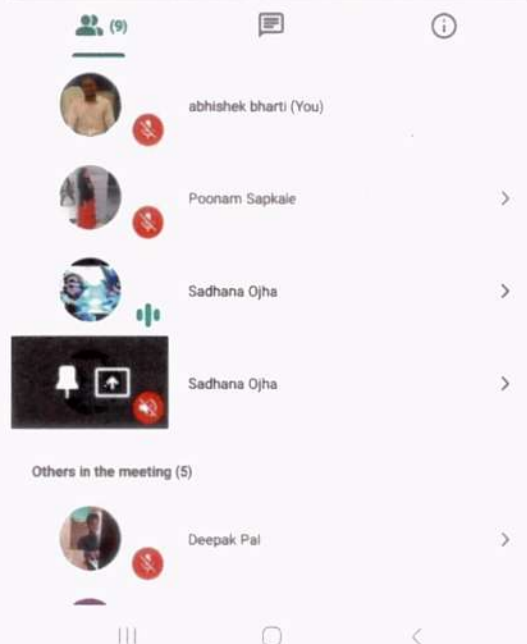 (9)
abhishek bharti (You)
Poonam Sapkale
Sadhana Ojha
Sadhana Ojha
Others in the meeting (5)
Deepak Pal